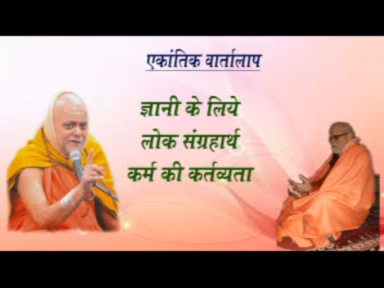 एकांतिक वार्तालाप
ज्ञानी के लिये
लोक संग्रहार्थ
कर्म की कर्तव्यता